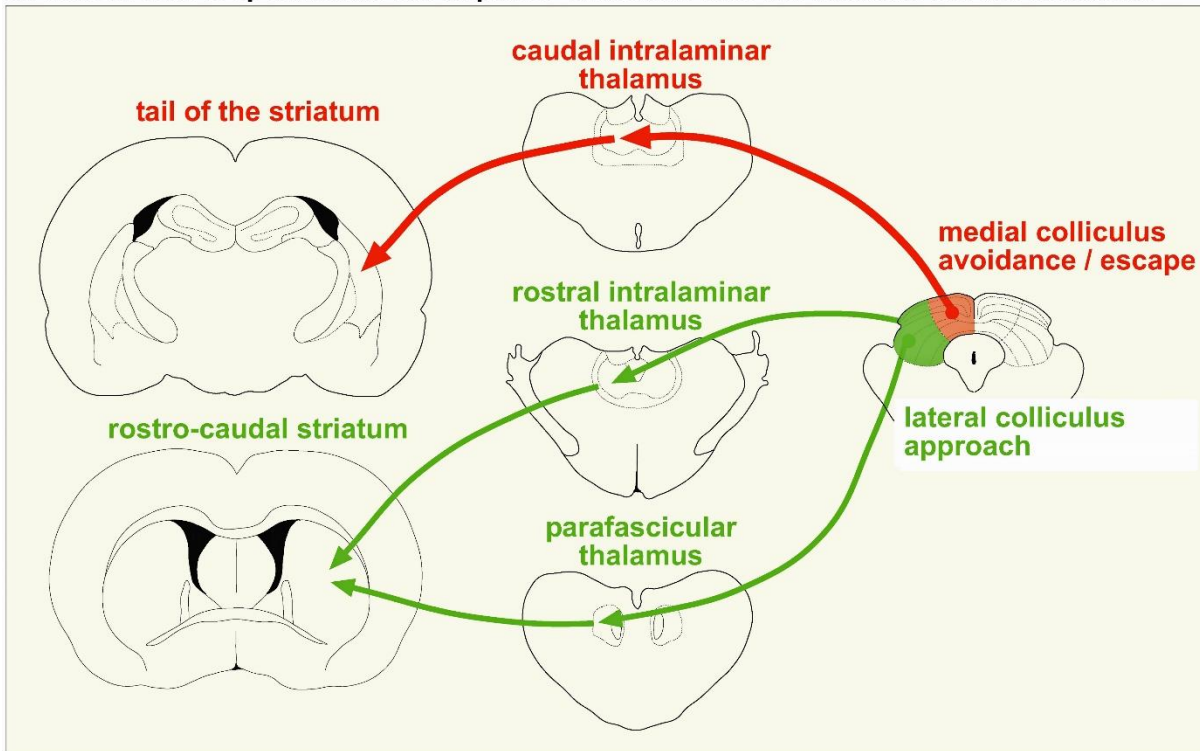 caudal intralaminar
thalamus
tail of the striatum
medial colliculus
avoidance / escape
rostral intralaminar
thalamus
rostro-caudal striatum
lateral colliculus
approach
parafascicular
thalamus